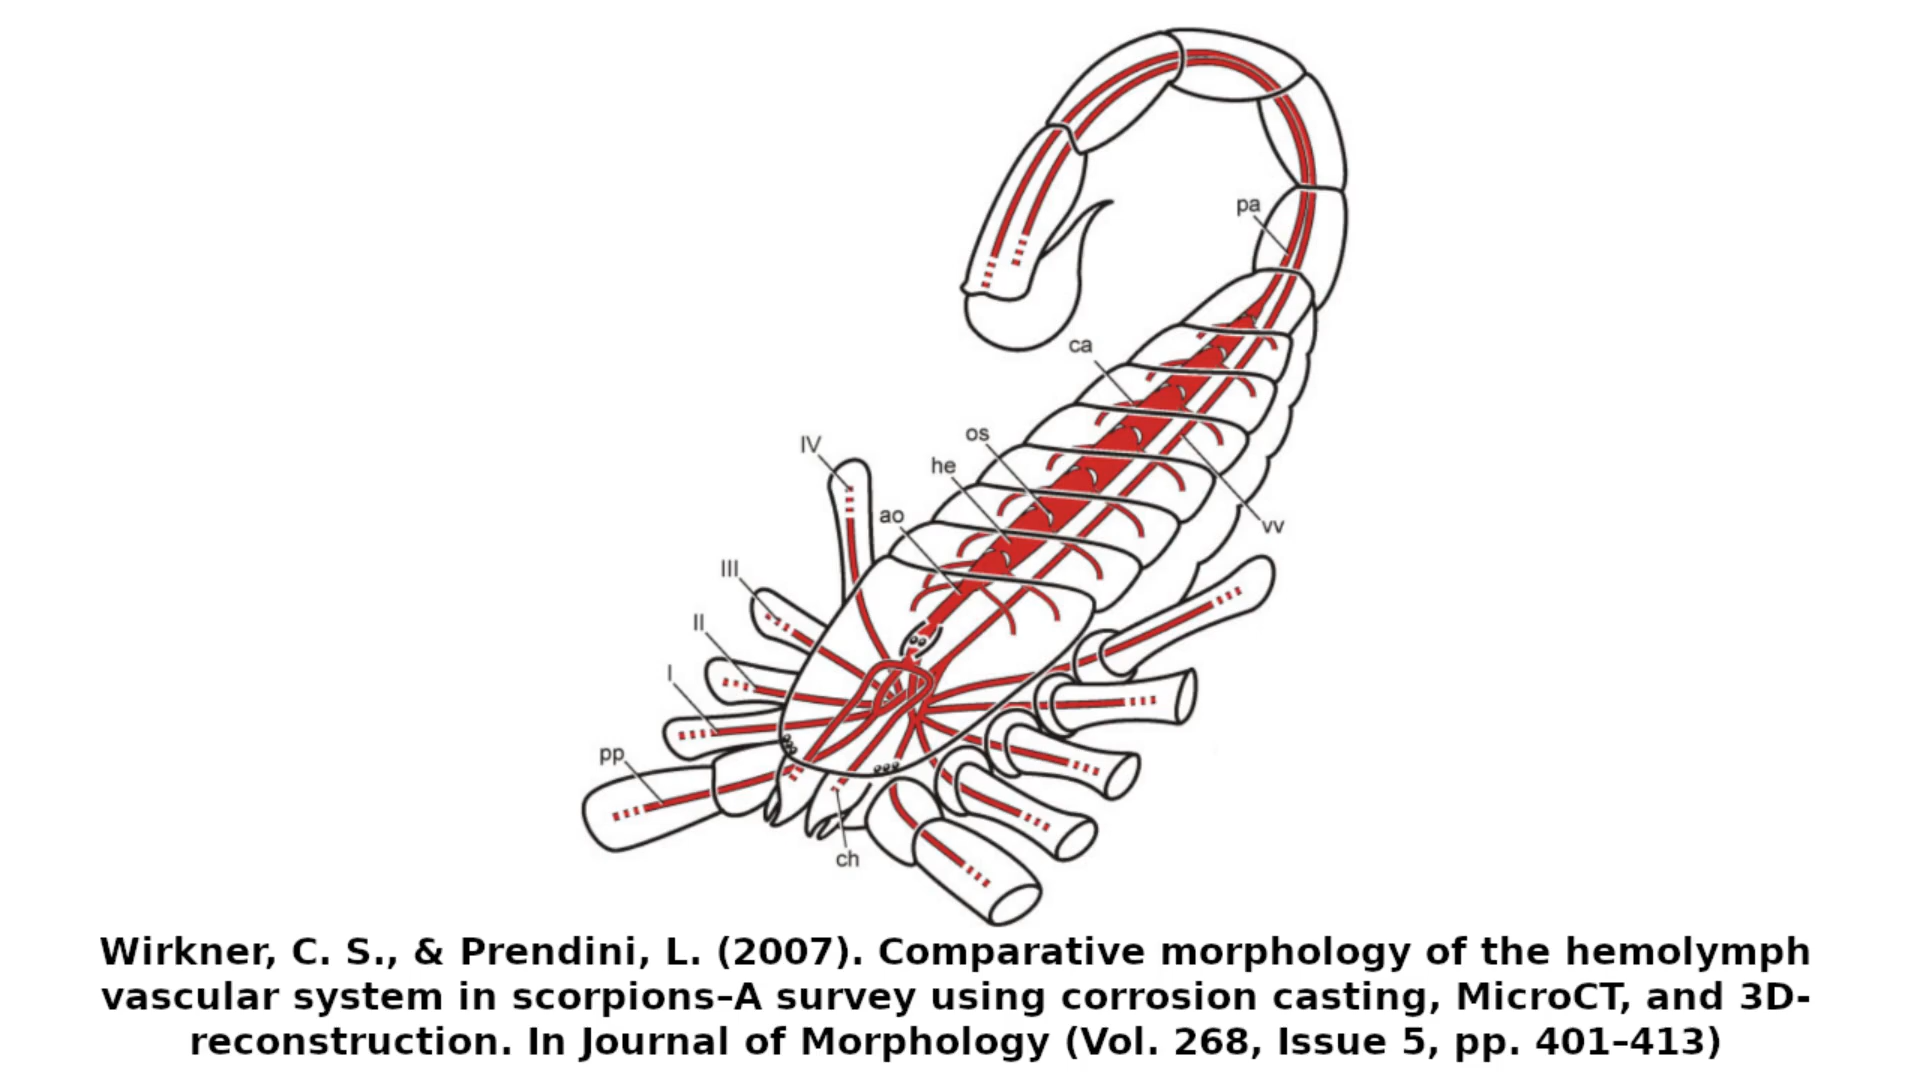 pa
ca
os
IV
he
ao
vv
III
II
I
pp
ch
Wirkner, C. S., & Prendini, L. (2007). Comparative morphology of the hemolymph
vascular system in scorpions–A survey using corrosion casting, MicroCT, and 3D-
reconstruction. In Journal of Morphology (Vol. 268, Issue 5, pp. 401–413)